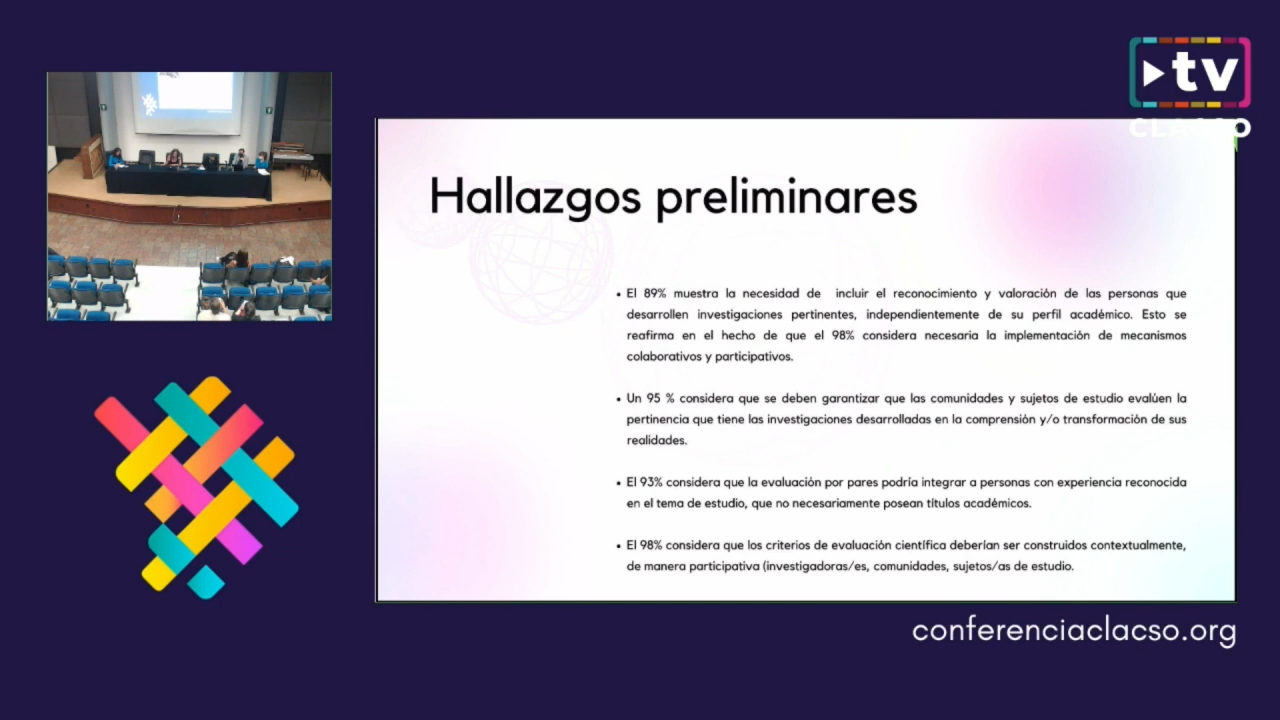 tv
CLACSO
Hallazgos preliminares
• El 89% muestra la necesidad de incluir el reconocimiento y valoración de las personas que
desarrollen investigaciones pertinentes, independientemente de su perfil académico. Esto se
reafirma en el hecho de que el 98% considera necesaria la implementación de mecanismos
colaborativos y participativos.
• Un 95 % considera que se deben garantizar que las comunidades y sujetos de estudio evalúen la
pertinencia que tiene las investigaciones desarrolladas en la comprensión y/o transformación de sus
realidades.
• El 93% considera que la evaluación por pares podría integrar a personas con experiencia reconocida
en el tema de estudio, que no necesariamente posean títulos académicos.
• El 98% considera que los criterios de evaluación científica deberían ser construidos contextualmente,
de manera participativa (investigadoras/es, comunidades, sujetos/as de estudio.
conferenciaclacso.org